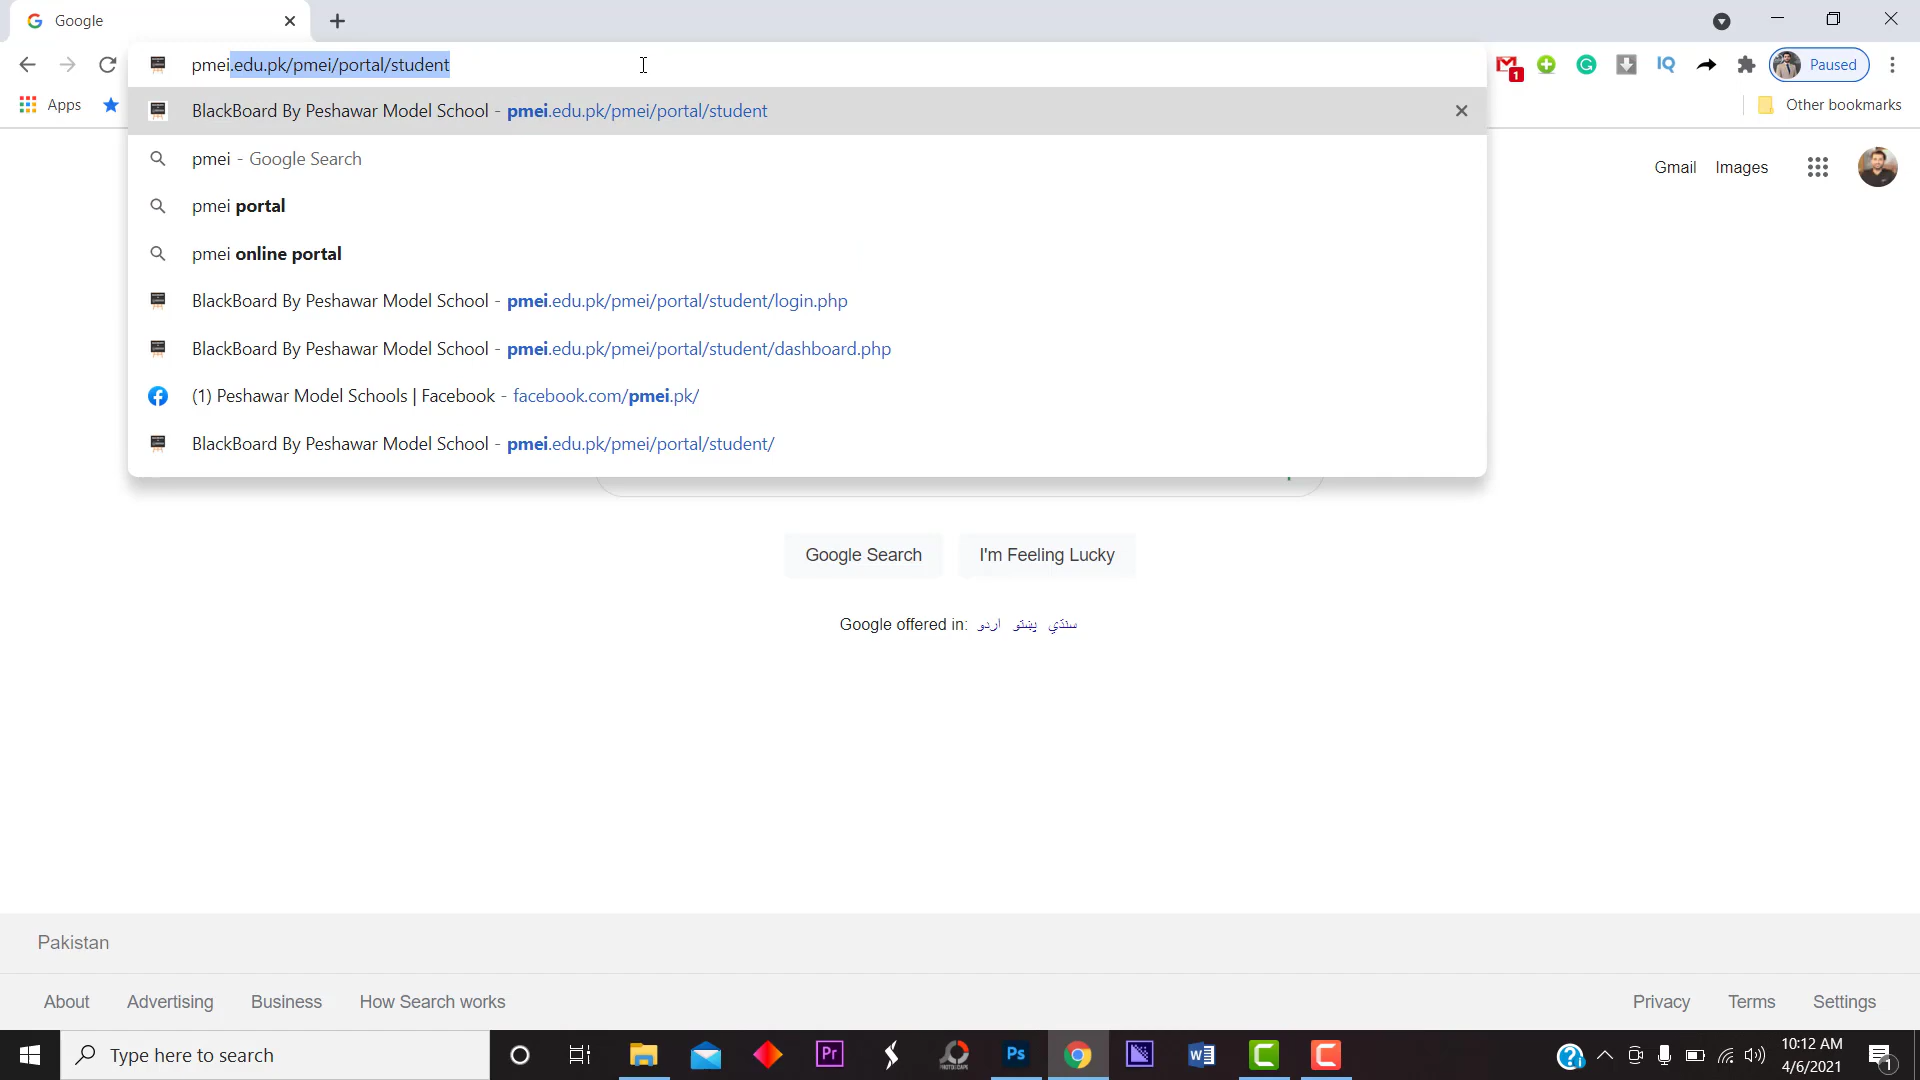 Google
pmei.edu.pk/pmei/portal/student
1
IQ
Paused
Apps
Other bookmarks
BlackBoard By Peshawar Model School - pmei.edu.pk/pmei/portal/student
pmei - Google Search
pmei portal
pmei online portal
BlackBoard By Peshawar Model School - pmei.edu.pk/pmei/portal/student/login.php
BlackBoard By Peshawar Model School - pmei.edu.pk/pmei/portal/student/dashboard.php
(1) Peshawar Model Schools | Facebook - facebook.com/pmei.pk/
BlackBoard By Peshawar Model School - pmei.edu.pk/pmei/portal/student/
Gmail Images
Google Search I'm Feeling Lucky
Google offered in: اردو پښتو سنڌي
Pakistan
About Advertising Business How Search works Privacy Terms Settings
Type here to search
Pr
Ps
10:12 AM
4/6/2021
1